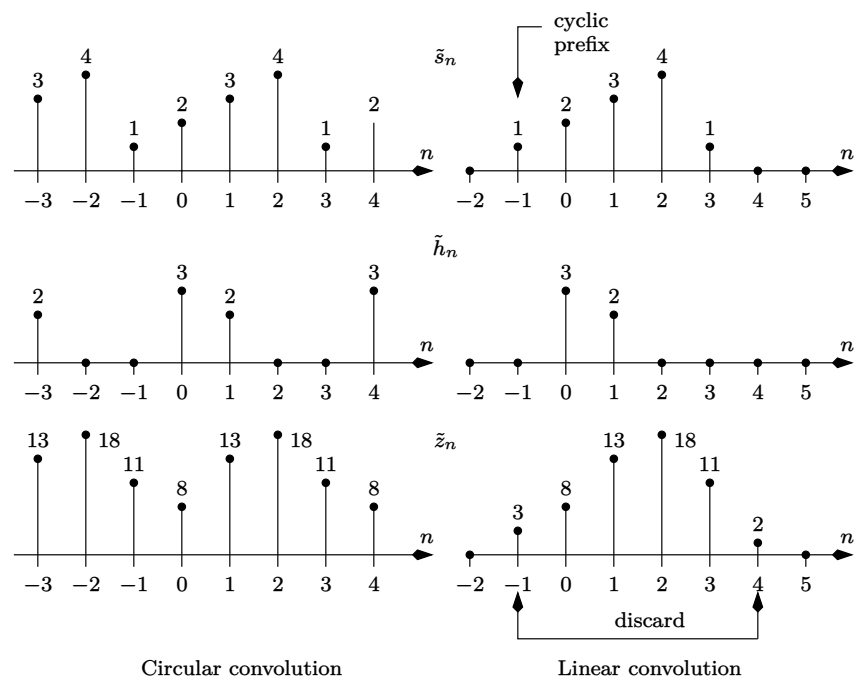 cyclic
prefix
s̃ₙ
3 4 1 2 3 4 1 2
n
−3 −2 −1 0 1 2 3 4
1 2 3 4 1
n
−2 −1 0 1 2 3 4 5
h̃ₙ
2 3 2 3
n
−3 −2 −1 0 1 2 3 4
3 2
n
−2 −1 0 1 2 3 4 5
z̃ₙ
13 18 11 8 13 18 11 8
n
−3 −2 −1 0 1 2 3 4
3 8 13 18 11 2
n
−2 −1 0 1 2 3 4 5
discard
Circular convolution
Linear convolution